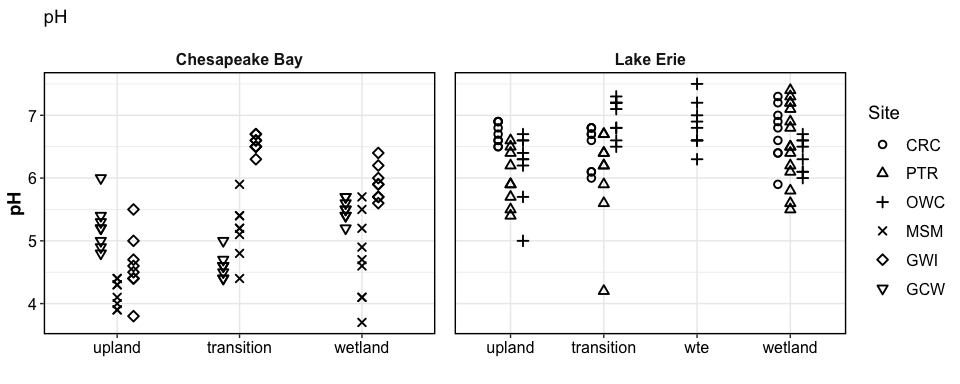 pH
Chesapeake Bay
Lake Erie
pH
7
6
5
4
upland
transition
wetland
upland
transition
wte
wetland
Site
CRC
PTR
OWC
MSM
GWI
GCW